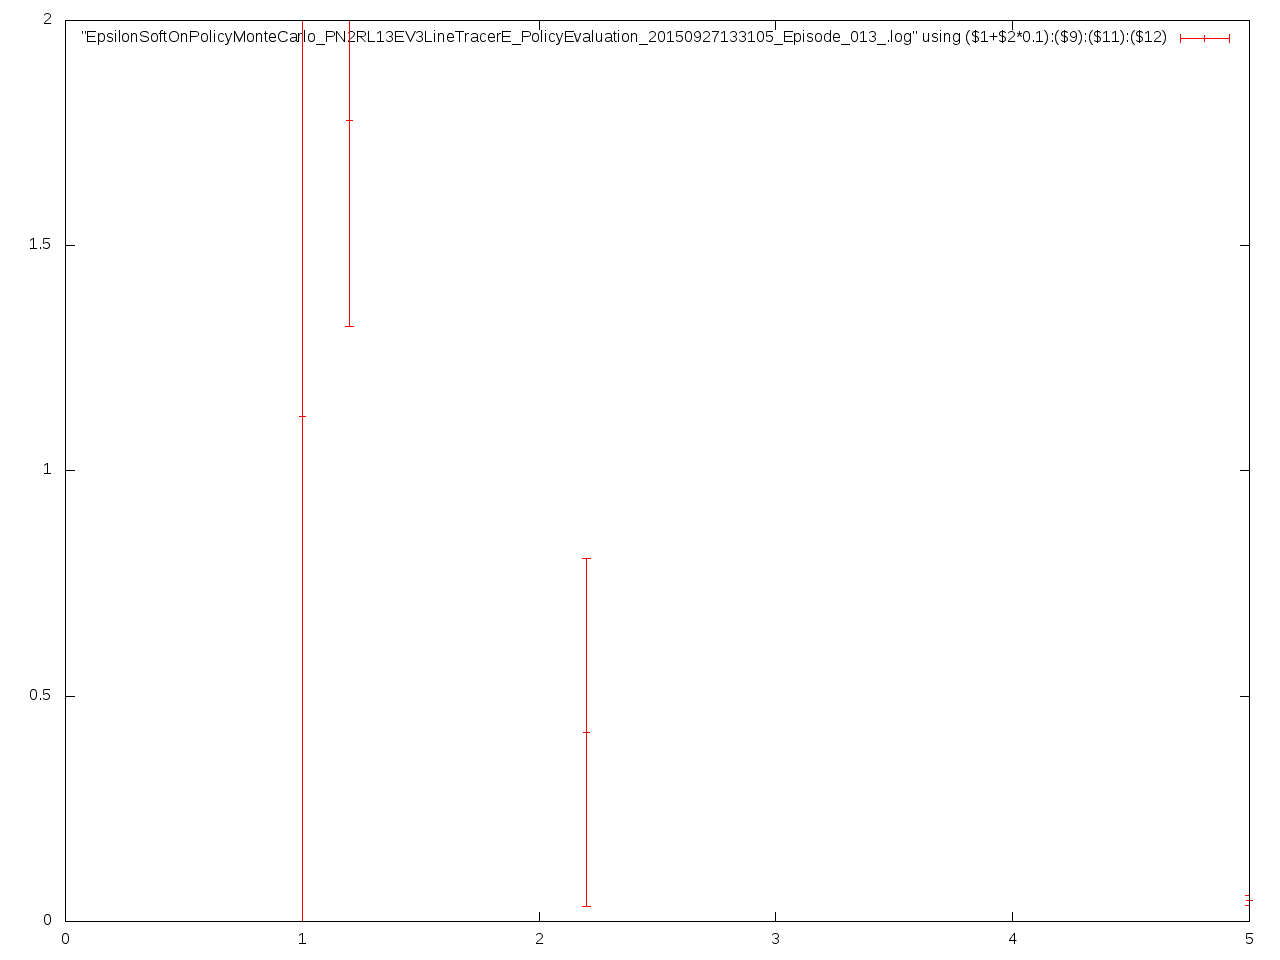 2
"EpsilonSoftOnPolicyMonteCarlo_PN2RL13EV3LineTracerE_PolicyEvaluation_20150927133105_Episode_013_.log" using ($1+$2*0.1):($9):($11):($12)
1.5
1
0.5
0
0 1 2 3 4 5